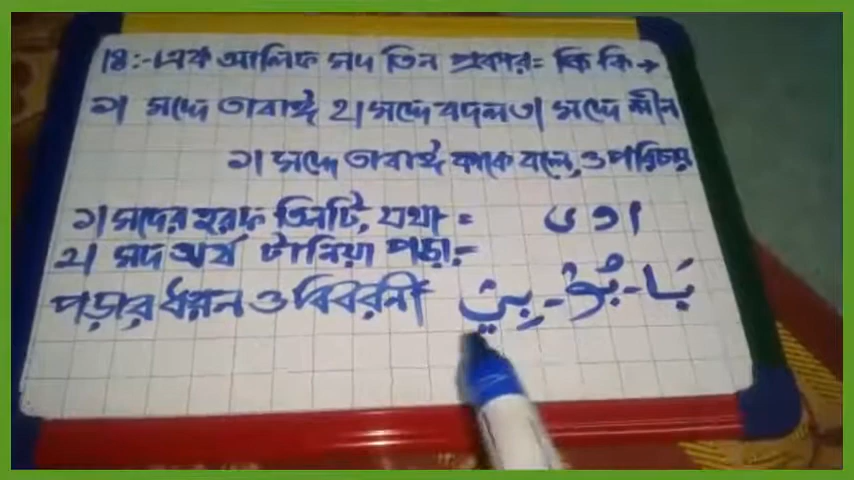 ১৪:-এক আলিফ মদ তিন প্রকার= কি কি→
১। মদ্দে তাবাঈ ২। মদ্দে বদল ৩। মদ্দে লীন
১। মদ্দে তাবাঈ কাকে বলে, ও পরিচয়
১। মদের হরফ তিনটি, যথা = ا و ي
২। মদ অর্থ টানিয়া পড়া:-
পড়ার ধরন ও বিবরনী بَا - بُوْ - بِيْ